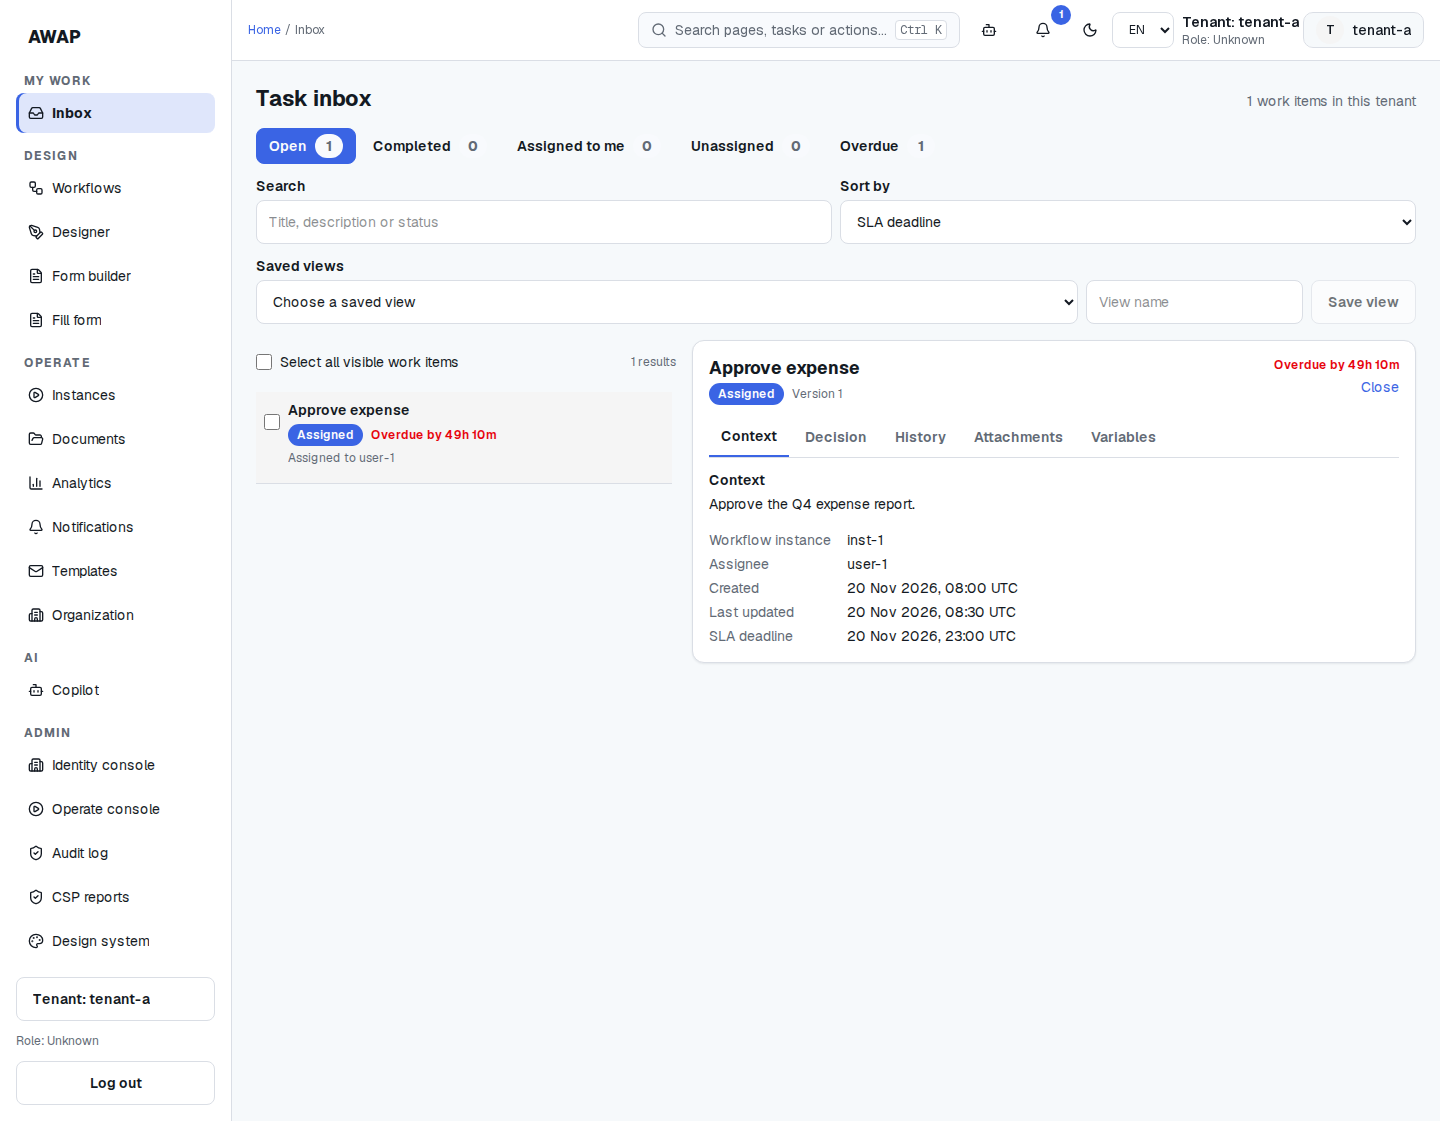 AWAP
MY WORK
Inbox
DESIGN
Workflows
Designer
Form builder
Fill form
OPERATE
Instances
Documents
Analytics
Notifications
Templates
Organization
AI
Copilot
ADMIN
Identity console
Operate console
Audit log
CSP reports
Design system
Tenant: tenant-a
Role: Unknown
Log out
Home / Inbox
Search pages, tasks or actions... Ctrl K
1
EN
Tenant: tenant-a
Role: Unknown
T tenant-a
Task inbox
1 work items in this tenant
Open 1 Completed 0 Assigned to me 0 Unassigned 0 Overdue 1
Search
Title, description or status
Sort by
SLA deadline
Saved views
Choose a saved view
View name
Save view
Select all visible work items
1 results
Approve expense
Assigned Overdue by 49h 10m
Assigned to user-1
Approve expense
Assigned Version 1
Overdue by 49h 10m
Close
Context Decision History Attachments Variables
Context
Approve the Q4 expense report.
Workflow instance inst-1
Assignee user-1
Created 20 Nov 2026, 08:00 UTC
Last updated 20 Nov 2026, 08:30 UTC
SLA deadline 20 Nov 2026, 23:00 UTC